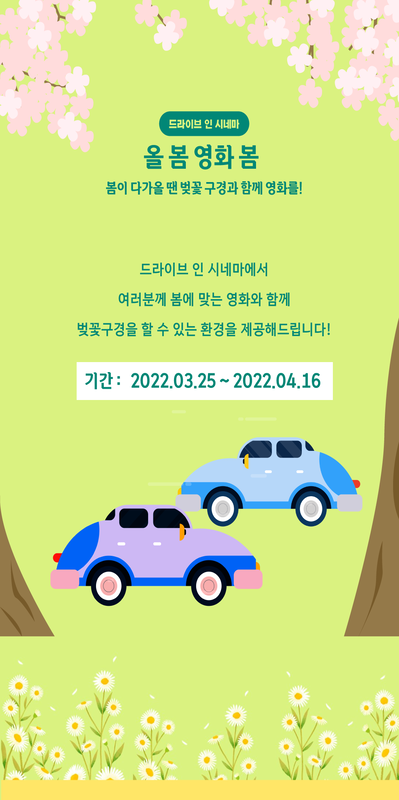 드라이브 인 시네마
올 봄 영화 봄
봄이 다가올 땐 벚꽃 구경과 함께 영화를!
드라이브 인 시네마에서
여러분께 봄에 맞는 영화와 함께
벚꽃구경을 할 수 있는 환경을 제공해드립니다!
기간 : 2022.03.25 ~ 2022.04.16